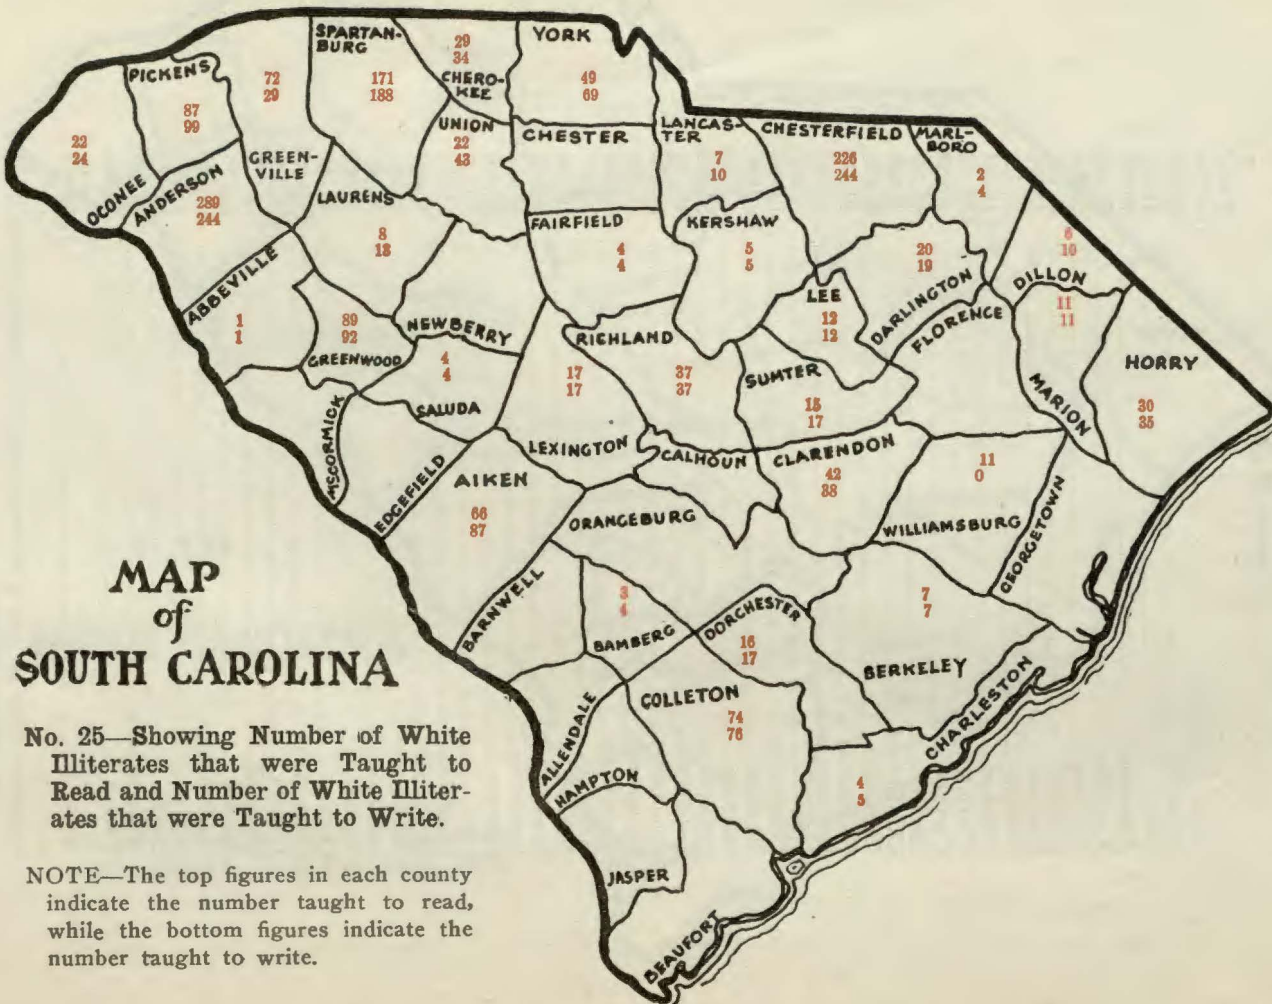 SPARTAN-
BURG
YORK
29
34
CHERO-
KEE
PICKENS
87
99
72
29
171
188
49
69
22
24
OCONEE
ANDERSON
289
244
GREEN-
VILLE
UNION
22
43
CHESTER
LANCAS-
TER
7
10
CHESTERFIELD
226
244
MARL-
BORO
2
4
LAURENS
8
13
FAIRFIELD
4
4
KERSHAW
5
5
20
19
DARLINGTON
6
10
DILLON
ABBEVILLE
1
1
89
92
GREENWOOD
NEWBERRY
4
4
SALUDA
RICHLAND
37
37
17
17
LEXINGTON
LEE
12
12
FLORENCE
11
11
MARION
HORRY
30
35
SUMTER
15
17
MCCORMICK
EDGEFIELD
AIKEN
66
87
CALHOUN
CLARENDON
42
38
11
0
WILLIAMSBURG
GEORGETOWN
ORANGEBURG
BARNWELL
3
4
BAMBERG
DORCHESTER
16
17
7
7
BERKELEY
CHARLESTON
4
5
COLLETON
74
76
ALLENDALE
HAMPTON
JASPER
BEAUFORT
MAP
of
SOUTH CAROLINA
No. 25—Showing Number of White
Illiterates that were Taught to
Read and Number of White Illiter-
ates that were Taught to Write.
NOTE—The top figures in each county
indicate the number taught to read,
while the bottom figures indicate the
number taught to write.